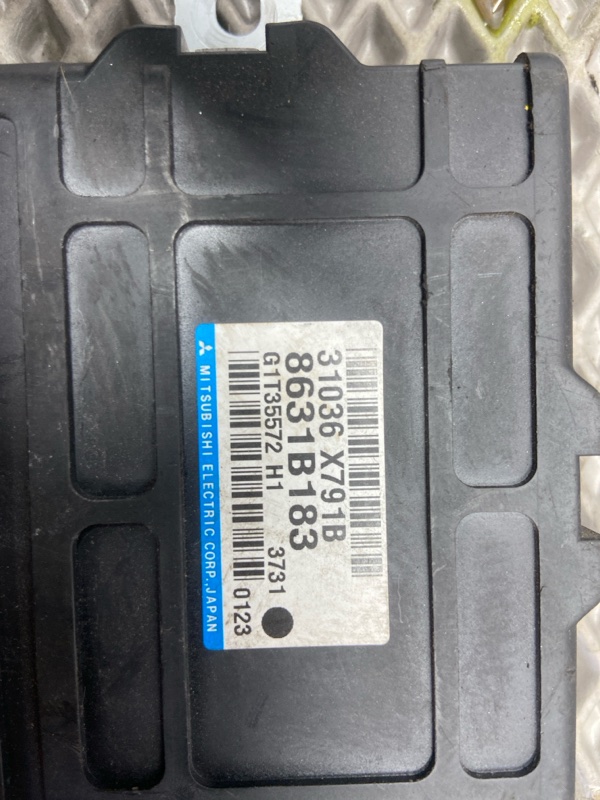 31036 X791B
8631B183
G1T35572 H1 3731
0123
MITSUBISHI ELECTRIC CORP., JAPAN